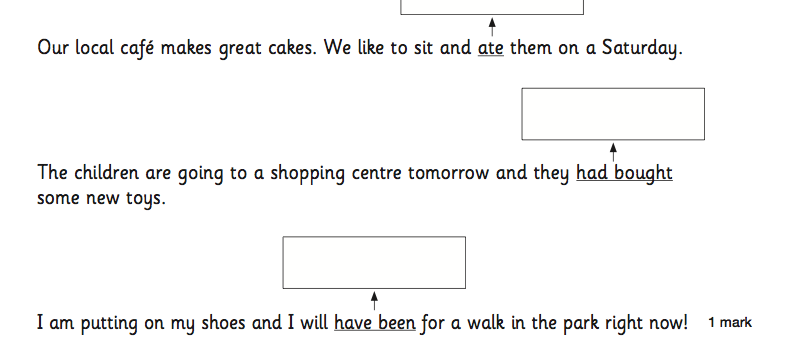 Our local café makes great cakes. We like to sit and ate them on a Saturday.
The children are going to a shopping centre tomorrow and they had bought
some new toys.
I am putting on my shoes and I will have been for a walk in the park right now! 1 mark